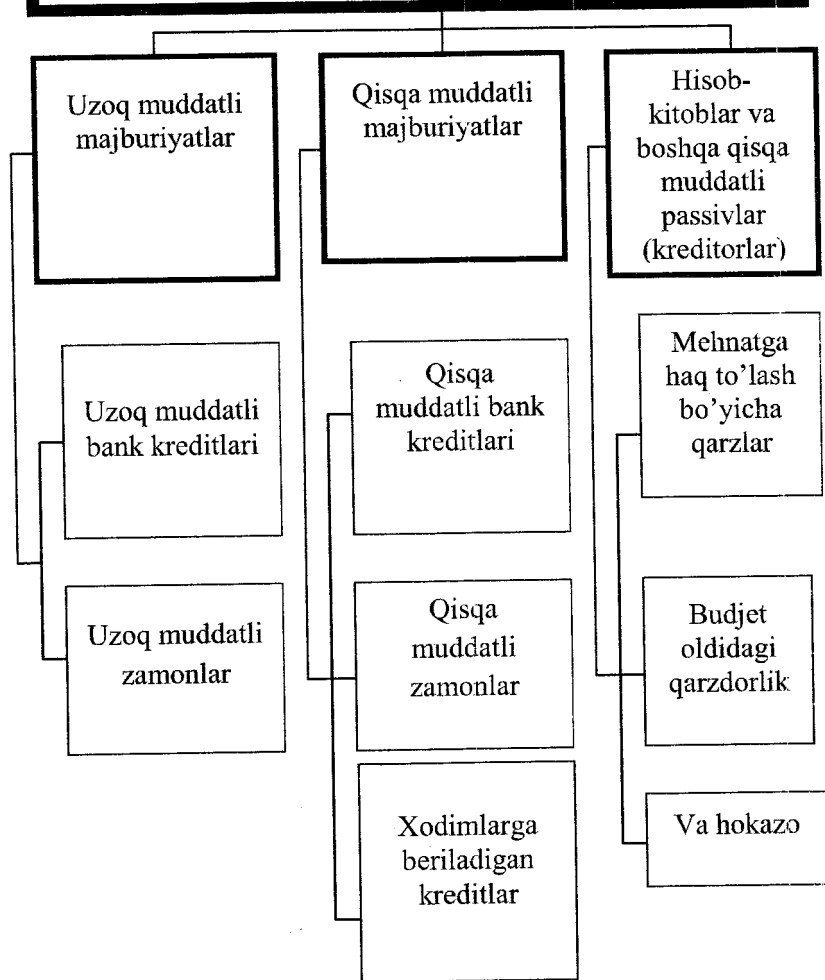 Uzoq muddatli
majburiyatlar
Qisqa muddatli
majburiyatlar
Hisob-
kitoblar va
boshqa qisqa
muddatli
passivlar
(kreditorlar)
Uzoq muddatli
bank kreditlari
Qisqa
muddatli bank
kreditlari
Mehnatga
haq to’lash
bo’yicha
qarzlar
Uzoq muddatli
zamonlar
Qisqa
muddatli
zamonlar
Budjet
oldidagi
qarzdorlik
Xodimlarga
beriladigan
kreditlar
Va hokazo